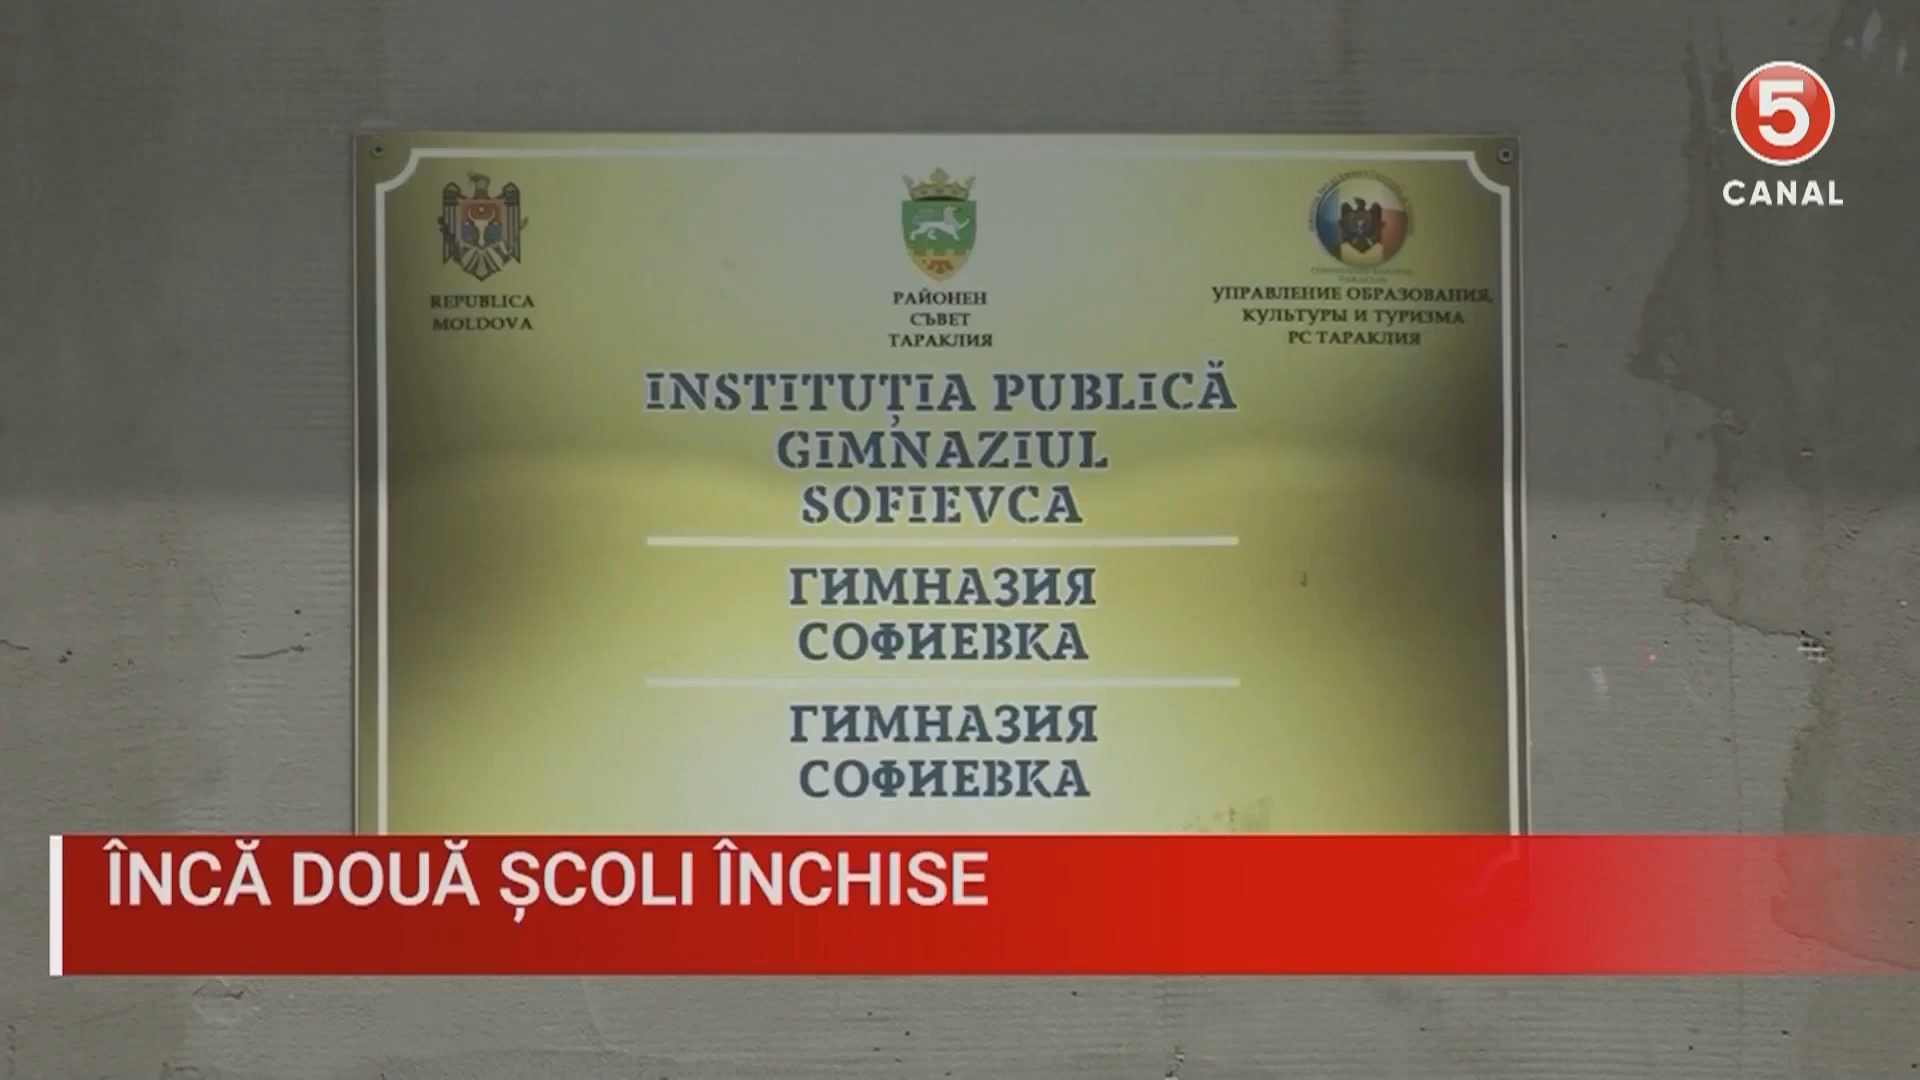 5
CANAL
REPUBLICA
MOLDOVA
РАЙОНЕН
СЪВЕТ
ТАРАКЛИЯ
УПРАВЛЕНИЕ ОБРАЗОВАНИЯ,
КУЛЬТУРЫ И ТУРИЗМА
РС ТАРАКЛИЯ
INSTITUȚIA PUBLICĂ
GIMNAZIUL
SOFIEVCA
ГИМНАЗИЯ
СОФИЕВКА
ГИМНАЗИЯ
СОФИЕВКА
ÎNCĂ DOUĂ ȘCOLI ÎNCHISE